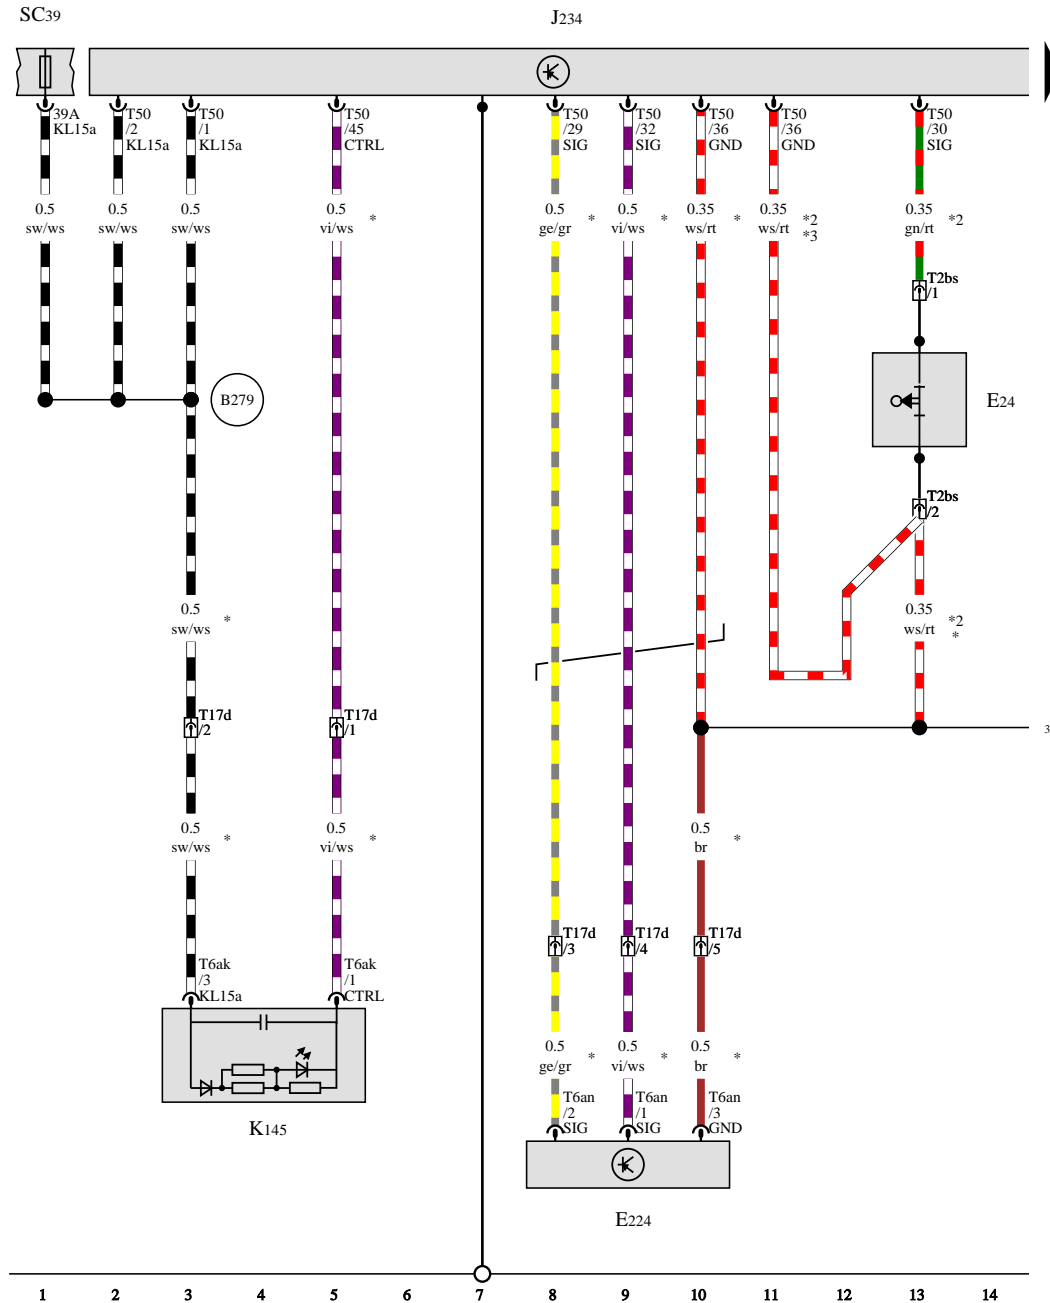 SC39
J234
39A
KL15a
T50
/2
KL15a
T50
/1
KL15a
T50
/45
CTRL
T50
/29
SIG
T50
/32
SIG
T50
/36
GND
T50
/36
GND
T50
/30
SIG
0.5
sw/ws
0.5
sw/ws
0.5
sw/ws
0.5
vi/ws
*
0.5
ge/gr
*
0.5
vi/ws
*
0.35
ws/rt
*
0.35
ws/rt
*2
*3
0.35
gn/rt
*2
T2bs
/1
B279
E24
T2bs
/2
0.5
sw/ws
*
0.35
ws/rt
*2
*
T17d
/2
T17d
/1
3
0.5
sw/ws
*
0.5
vi/ws
*
0.5
br
*
T17d
/3
T17d
/4
T17d
/5
T6ak
/3
KL15a
T6ak
/1
CTRL
0.5
ge/gr
*
0.5
vi/ws
*
0.5
br
*
T6an
/2
SIG
T6an
/1
SIG
T6an
/3
GND
K145
E224
1 2 3 4 5 6 7 8 9 10 11 12 13 14